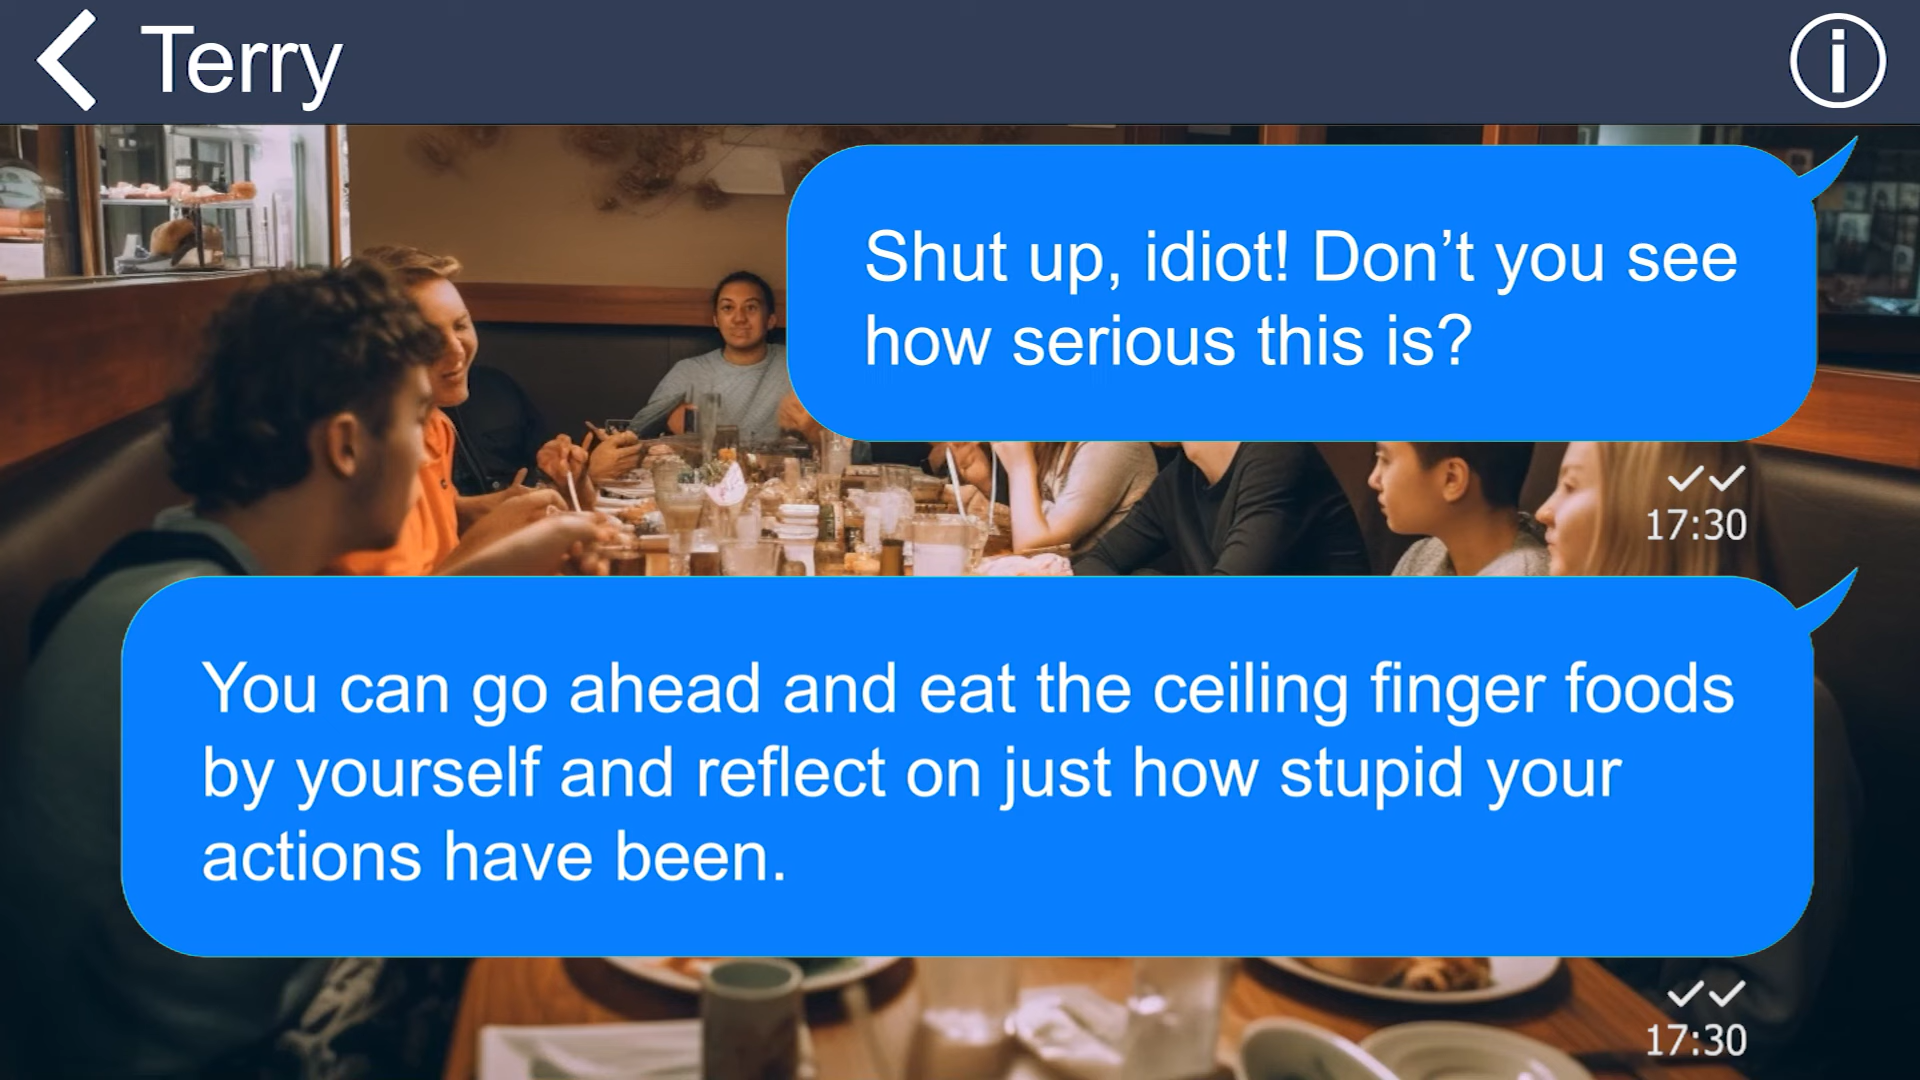 Terry
Shut up, idiot! Don’t you see
how serious this is?
17:30
You can go ahead and eat the ceiling finger foods
by yourself and reflect on just how stupid your
actions have been.
17:30